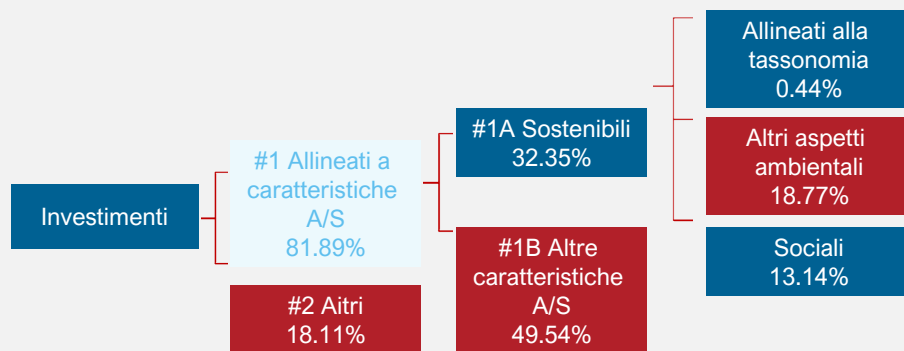 Investimenti
#1 Allineati a
caratteristiche
A/S
81.89%
#2 Aitri
18.11%
#1A Sostenibili
32.35%
#1B Altre
caratteristiche
A/S
49.54%
Allineati alla
tassonomia
0.44%
Altri aspetti
ambientali
18.77%
Sociali
13.14%